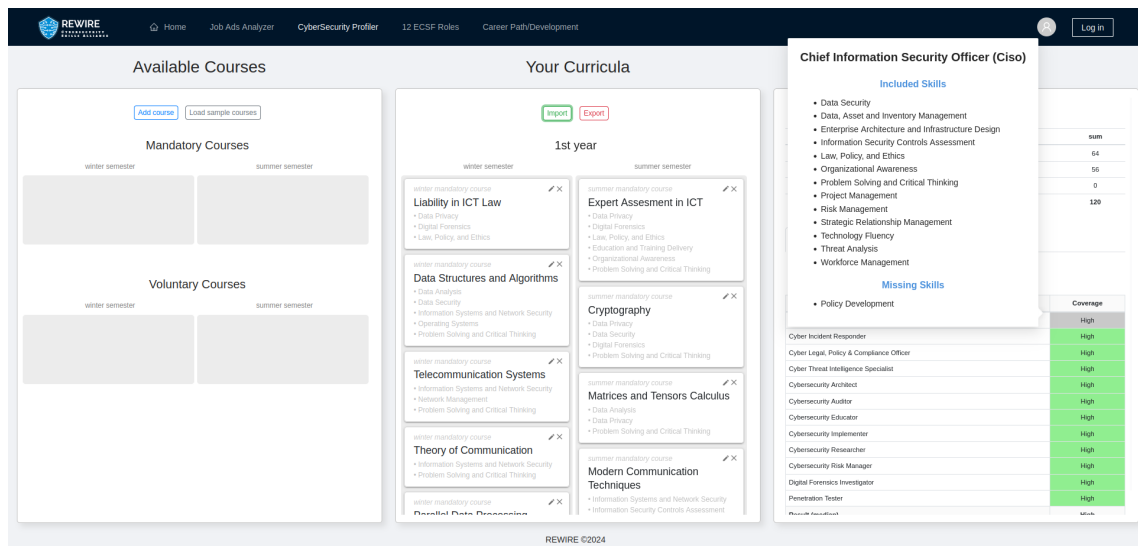 REWIRE
CYBERSECURITY
SKILLS ALLIANCE
Home
Job Ads Analyzer
CyberSecurity Profiler
12 ECSF Roles
Career Path/Development
Log in
Available Courses
Add course
Load sample courses
Mandatory Courses
winter semester
summer semester
Voluntary Courses
winter semester
summer semester
Your Curricula
Import
Export
1st year
winter semester
summer semester
winter mandatory course
Liability in ICT Law
• Data Privacy
• Digital Forensics
• Law, Policy, and Ethics
winter mandatory course
Data Structures and Algorithms
• Data Analysis
• Data Security
• Information Systems and Network Security
• Operating Systems
• Problem Solving and Critical Thinking
winter mandatory course
Telecommunication Systems
• Information Systems and Network Security
• Network Management
• Problem Solving and Critical Thinking
winter mandatory course
Theory of Communication
• Information Systems and Network Security
• Problem Solving and Critical Thinking
winter mandatory course
Parallel Data Processing
summer mandatory course
Expert Assesment in ICT
• Data Privacy
• Digital Forensics
• Law, Policy, and Ethics
• Education and Training Delivery
• Organizational Awareness
• Problem Solving and Critical Thinking
summer mandatory course
Cryptography
• Data Privacy
• Data Security
• Digital Forensics
• Problem Solving and Critical Thinking
summer mandatory course
Matrices and Tensors Calculus
• Data Analysis
• Data Privacy
• Problem Solving and Critical Thinking
summer mandatory course
Modern Communication
Techniques
• Information Systems and Network Security
• Information Security Controls Assessment
Chief Information Security Officer (Ciso)
Included Skills
• Data Security
• Data, Asset and Inventory Management
• Enterprise Architecture and Infrastructure Design
• Information Security Controls Assessment
• Law, Policy, and Ethics
• Organizational Awareness
• Problem Solving and Critical Thinking
• Project Management
• Risk Management
• Strategic Relationship Management
• Technology Fluency
• Threat Analysis
• Workforce Management
Missing Skills
• Policy Development
sum
64
56
0
120
Coverage
High
Cyber Incident Responder High
Cyber Legal, Policy & Compliance Officer High
Cyber Threat Intelligence Specialist High
Cybersecurity Architect High
Cybersecurity Auditor High
Cybersecurity Educator High
Cybersecurity Implementer High
Cybersecurity Researcher High
Cybersecurity Risk Manager High
Digital Forensics Investigator High
Penetration Tester High
Result (median) High
REWIRE ©2024